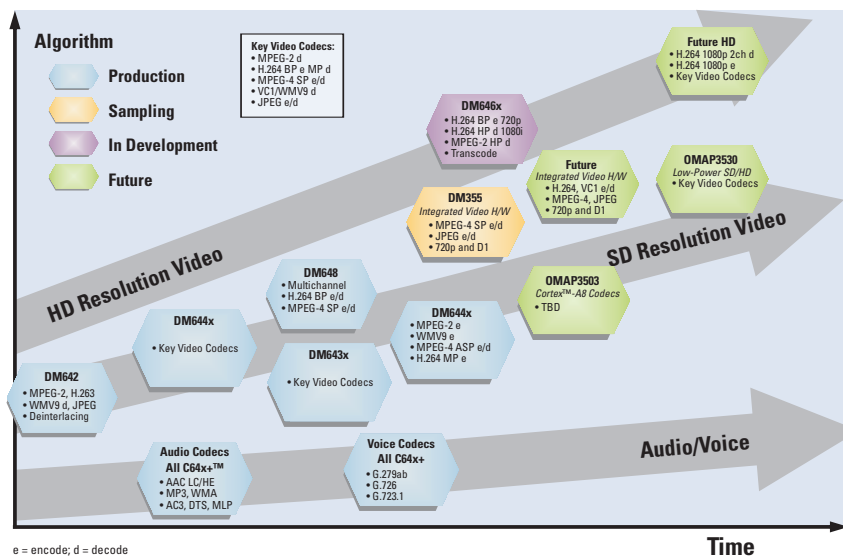 Algorithm
Production
Sampling
In Development
Future
Key Video Codecs:
• MPEG-2 d
• H.264 BP e MP d
• MPEG-4 SP e/d
• VC1/WMV9 d
• JPEG e/d
Future HD
• H.264 1080p 2ch d
• H.264 1080p e
• Key Video Codecs
DM646x
• H.264 BP e 720p
• H.264 HP d 1080i
• MPEG-2 HP d
• Transcode
Future
Integrated Video H/W
• H.264, VC1 e/d
• MPEG-4, JPEG
• 720p and D1
OMAP3530
Low-Power SD/HD
• Key Video Codecs
DM355
Integrated Video H/W
• MPEG-4 SP e/d
• JPEG e/d
• 720p and D1
HD Resolution Video
SD Resolution Video
DM648
• Multichannel
• H.264 BP e/d
• MPEG-4 SP e/d
OMAP3503
Cortex™-A8 Codecs
• TBD
DM644x
• Key Video Codecs
DM644x
• MPEG-2 e
• WMV9 e
• MPEG-4 ASP e/d
• H.264 MP e
DM643x
• Key Video Codecs
DM642
• MPEG-2, H.263
• WMV9 d, JPEG
• Deinterlacing
Audio Codecs
All C64x+™
• AAC LC/HE
• MP3, WMA
• AC3, DTS, MLP
Voice Codecs
All C64x+
• G.279ab
• G.726
• G.723.1
Audio/Voice
Time
e = encode; d = decode